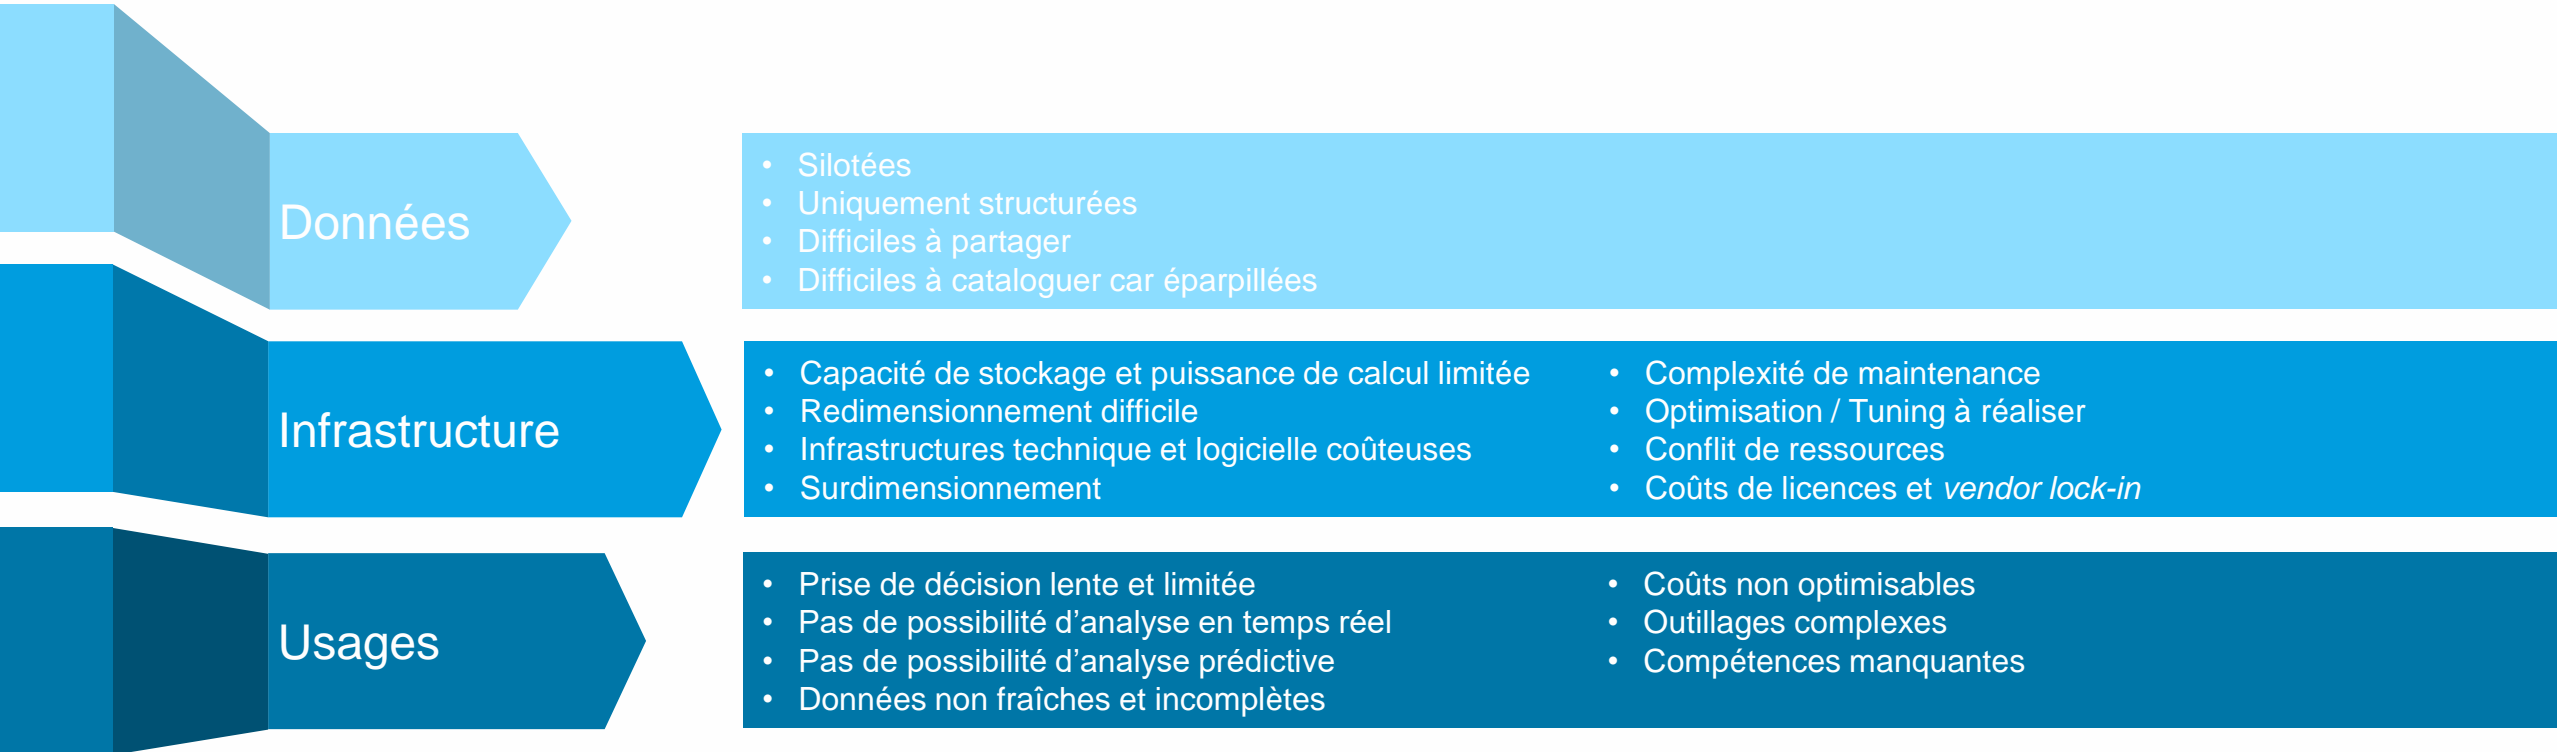 Données
• Silotées
• Uniquement structurées
• Difficiles à partager
• Difficiles à cataloguer car éparpillées
Infrastructure
• Capacité de stockage et puissance de calcul limitée
• Redimensionnement difficile
• Infrastructures technique et logicielle coûteuses
• Surdimensionnement
• Complexité de maintenance
• Optimisation / Tuning à réaliser
• Conflit de ressources
• Coûts de licences et vendor lock-in
Usages
• Prise de décision lente et limitée
• Pas de possibilité d’analyse en temps réel
• Pas de possibilité d’analyse prédictive
• Données non fraîches et incomplètes
• Coûts non optimisables
• Outillages complexes
• Compétences manquantes